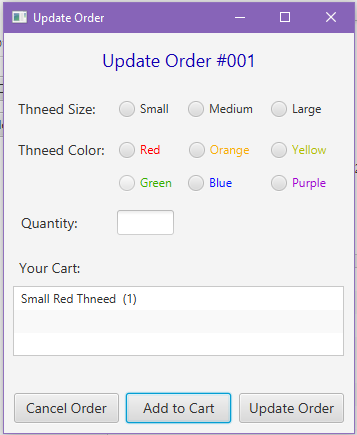 Update Order
Update Order #001
Thneed Size: Small Medium Large
Thneed Color: Red Orange Yellow
Green Blue Purple
Quantity:
Your Cart:
Small Red Thneed (1)
Cancel Order Add to Cart Update Order